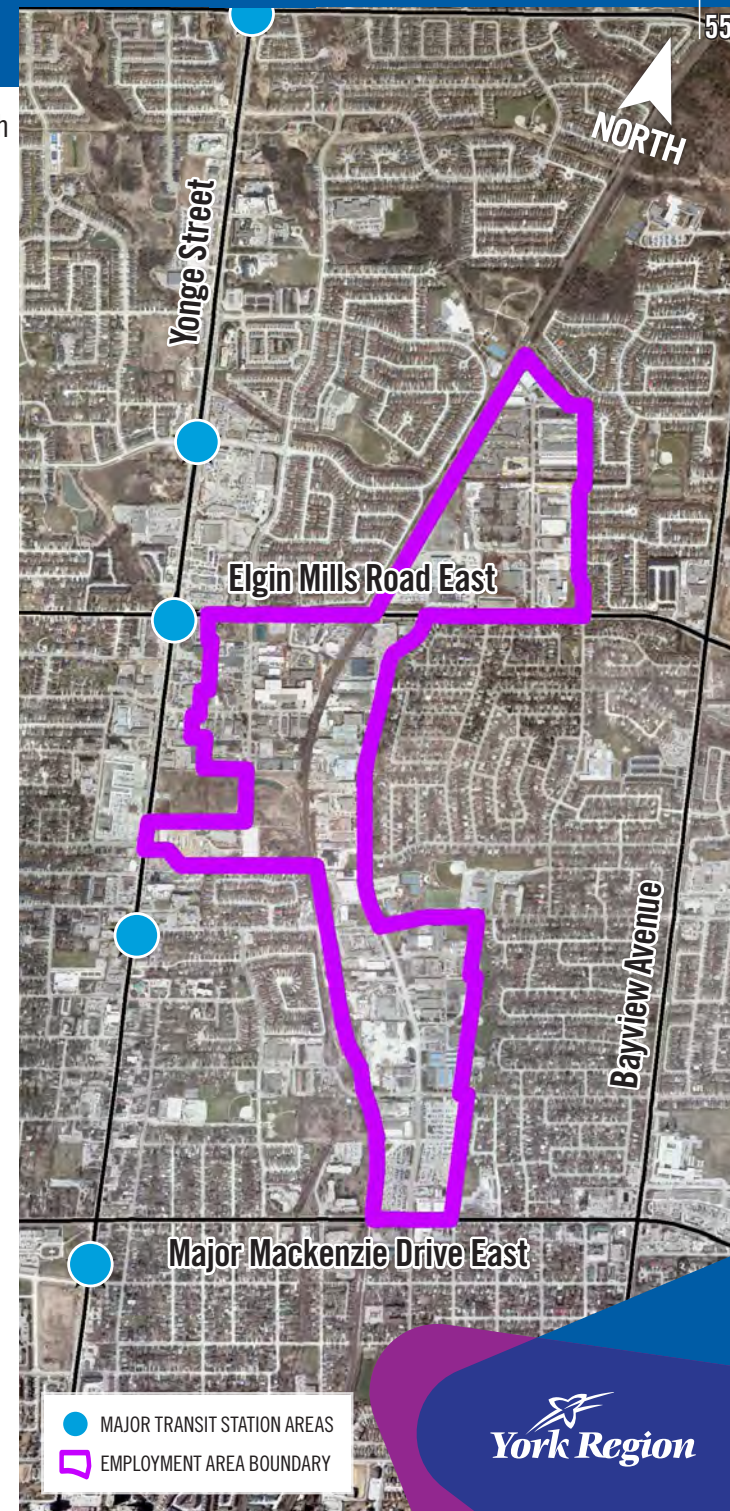 55
n
NORTH
Yonge Street
Elgin Mills Road East
Bayview Avenue
Major Mackenzie Drive East
MAJOR TRANSIT STATION AREAS
EMPLOYMENT AREA BOUNDARY
York Region